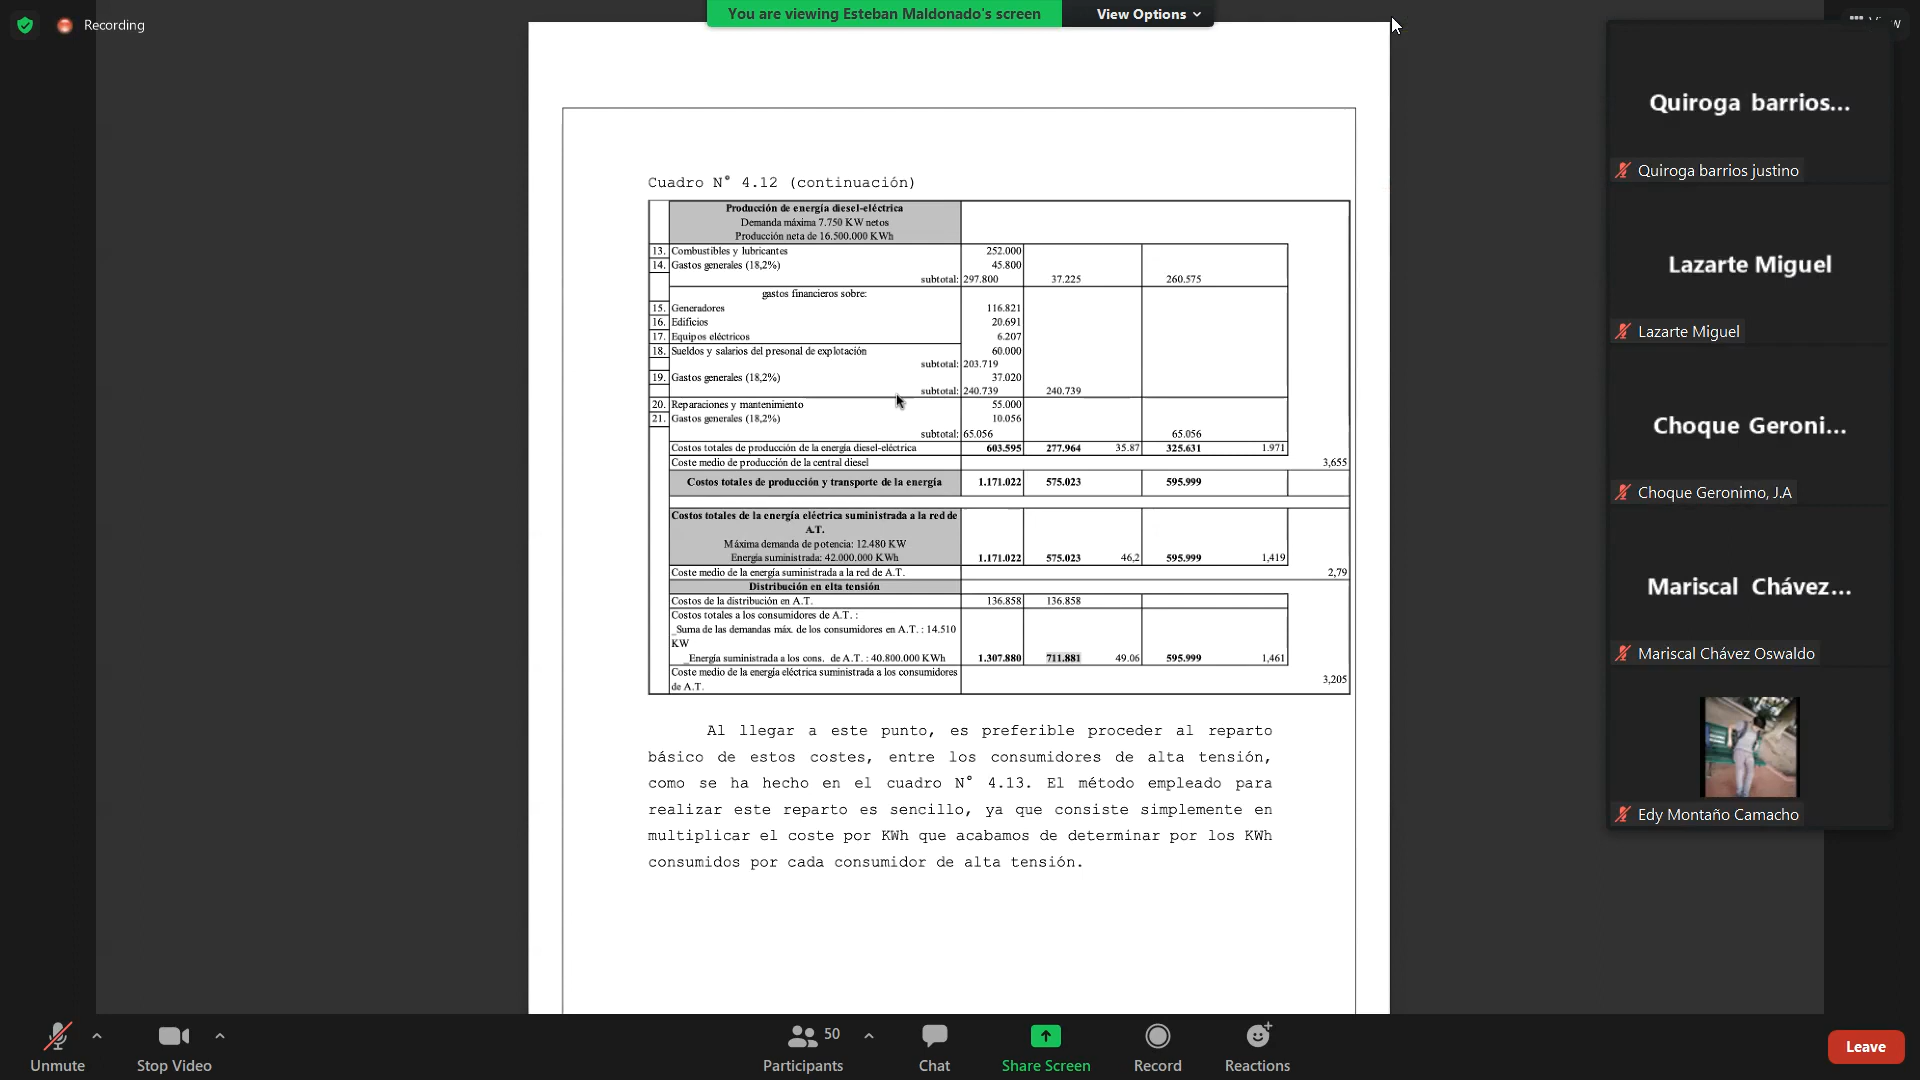 Recording
You are viewing Esteban Maldonado's screen
View Options
Cuadro N° 4.12 (continuación)
Producción de energía diesel-eléctrica
Demanda máxima 7.750 KW netos
Producción neta de 16.500.000 KWh
13. Combustibles y lubricantes 252.000
14. Gastos generales (18,2%) 45.800
subtotal: 297.800 37.225 260.575
gastos financieros sobre:
15. Generadores 116.821
16. Edificios 20.691
17. Equipos eléctricos 6.207
18. Sueldos y salarios del presonal de explotación 60.000
subtotal: 203.719
19. Gastos generales (18,2%) 37.020
subtotal: 240.739 240.739
20. Reparaciones y mantenimiento 55.000
21. Gastos generales (18,2%) 10.056
subtotal: 65.056 65.056
Costos totales de producción de la energía diesel-eléctrica 603.595 277.964 35.87 325.631 1.971
Coste medio de producción de la central diesel 3,655
Costos totales de producción y transporte de la energía 1.171.022 575.023 595.999
Costos totales de la energía eléctrica suministrada a la red de
A.T.
Máxima demanda de potencia: 12.480 KW
Energía suministrada: 42.000.000 KWh 1.171.022 575.023 46,2 595.999 1,419
Coste medio de la energía suministrada a la red de A.T. 2,79
Distribución en elta tensión
Costos de la distribución en A.T. 136.858 136.858
Costos totales a los consumidores de A.T. :
_Suma de las demandas máx. de los consumidores en A.T. : 14.510
KW
_Energía suministrada a los cons. de A.T. : 40.800.000 KWh 1.307.880 711.881 49.06 595.999 1,461
Coste medio de la energía eléctrica suministrada a los consumidores
de A.T. 3,205
Al llegar a este punto, es preferible proceder al reparto
básico de estos costes, entre los consumidores de alta tensión,
como se ha hecho en el cuadro N° 4.13. El método empleado para
realizar este reparto es sencillo, ya que consiste simplemente en
multiplicar el coste por KWh que acabamos de determinar por los KWh
consumidos por cada consumidor de alta tensión.
Quiroga barrios...
Quiroga barrios justino
Lazarte Miguel
Lazarte Miguel
Choque Geroni...
Choque Geronimo, J.A
Mariscal Chávez...
Mariscal Chávez Oswaldo
Edy Montaño Camacho
Unmute
Stop Video
50
Participants
Chat
Share Screen
Record
Reactions
Leave